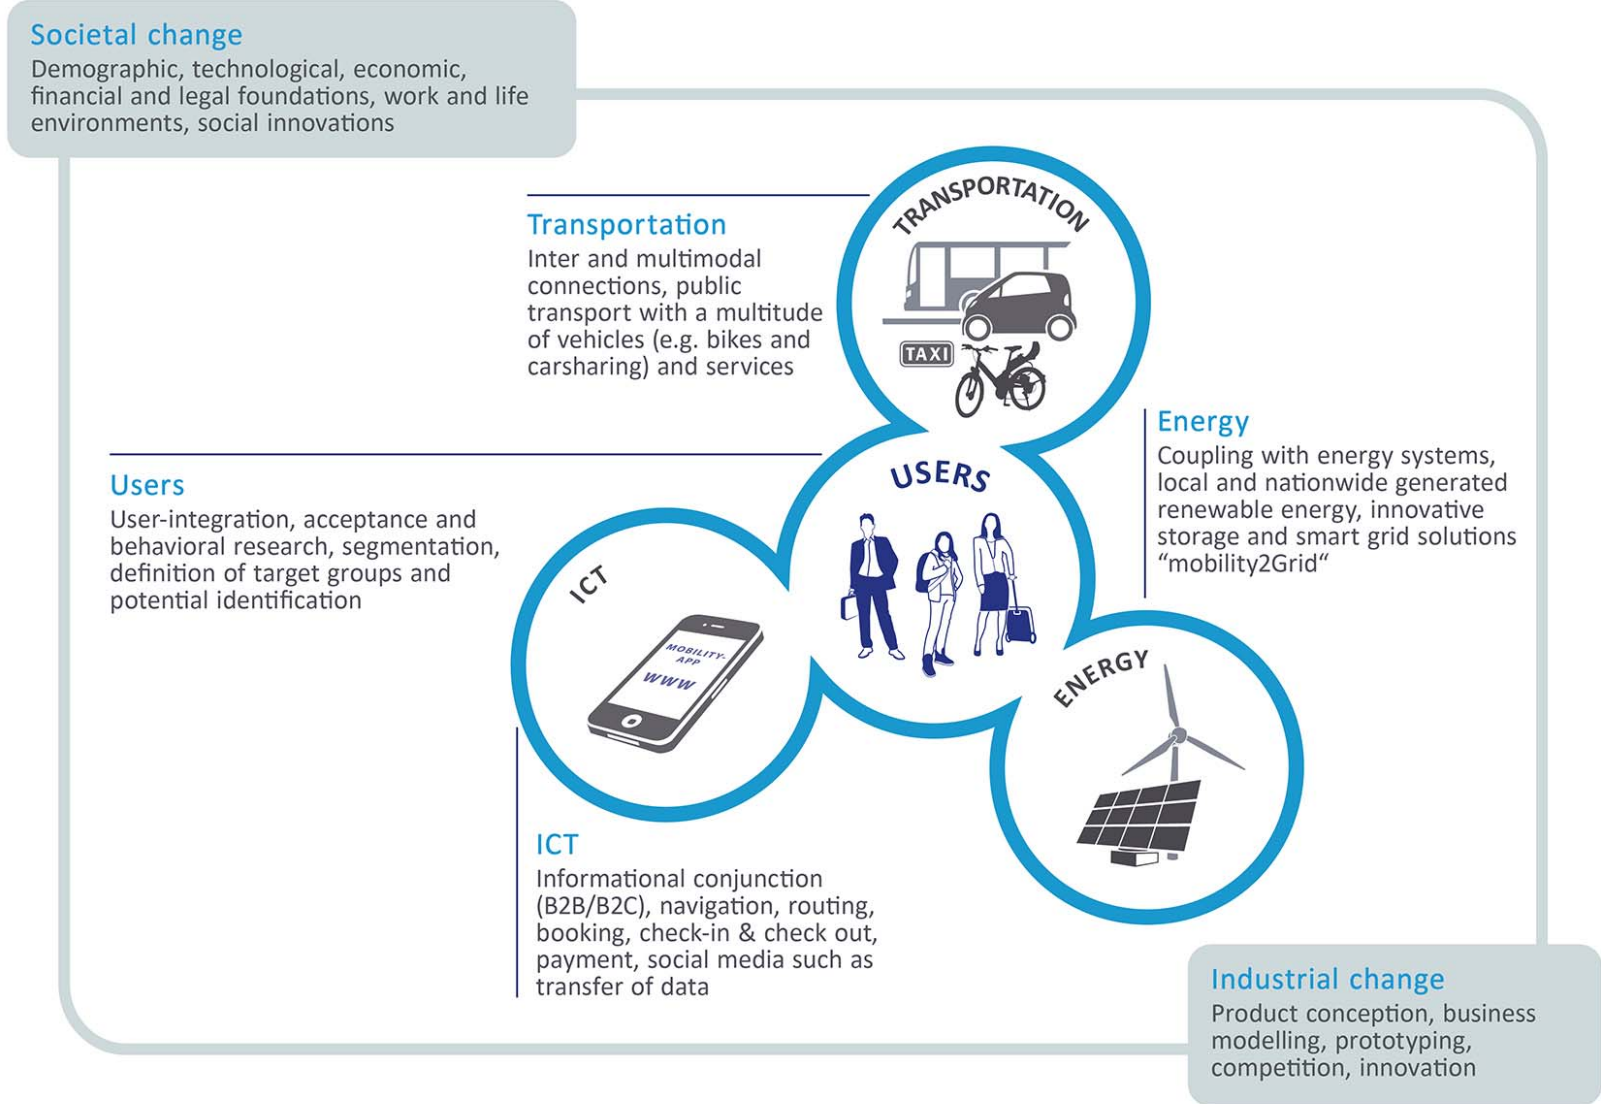 Societal change
Demographic, technological, economic,
financial and legal foundations, work and life
environments, social innovations
TRANSPORTATION
TAXI
Transportation
Inter and multimodal
connections, public
transport with a multitude
of vehicles (e.g. bikes and
carsharing) and services
Energy
Coupling with energy systems,
local and nationwide generated
renewable energy, innovative
storage and smart grid solutions
“mobility2Grid“
USERS
Users
User-integration, acceptance and
behavioral research, segmentation,
definition of target groups and
potential identification
ICT
MOBILITY-
APP
WWW
ENERGY
ICT
Informational conjunction
(B2B/B2C), navigation, routing,
booking, check-in & check out,
payment, social media such as
transfer of data
Industrial change
Product conception, business
modelling, prototyping,
competition, innovation